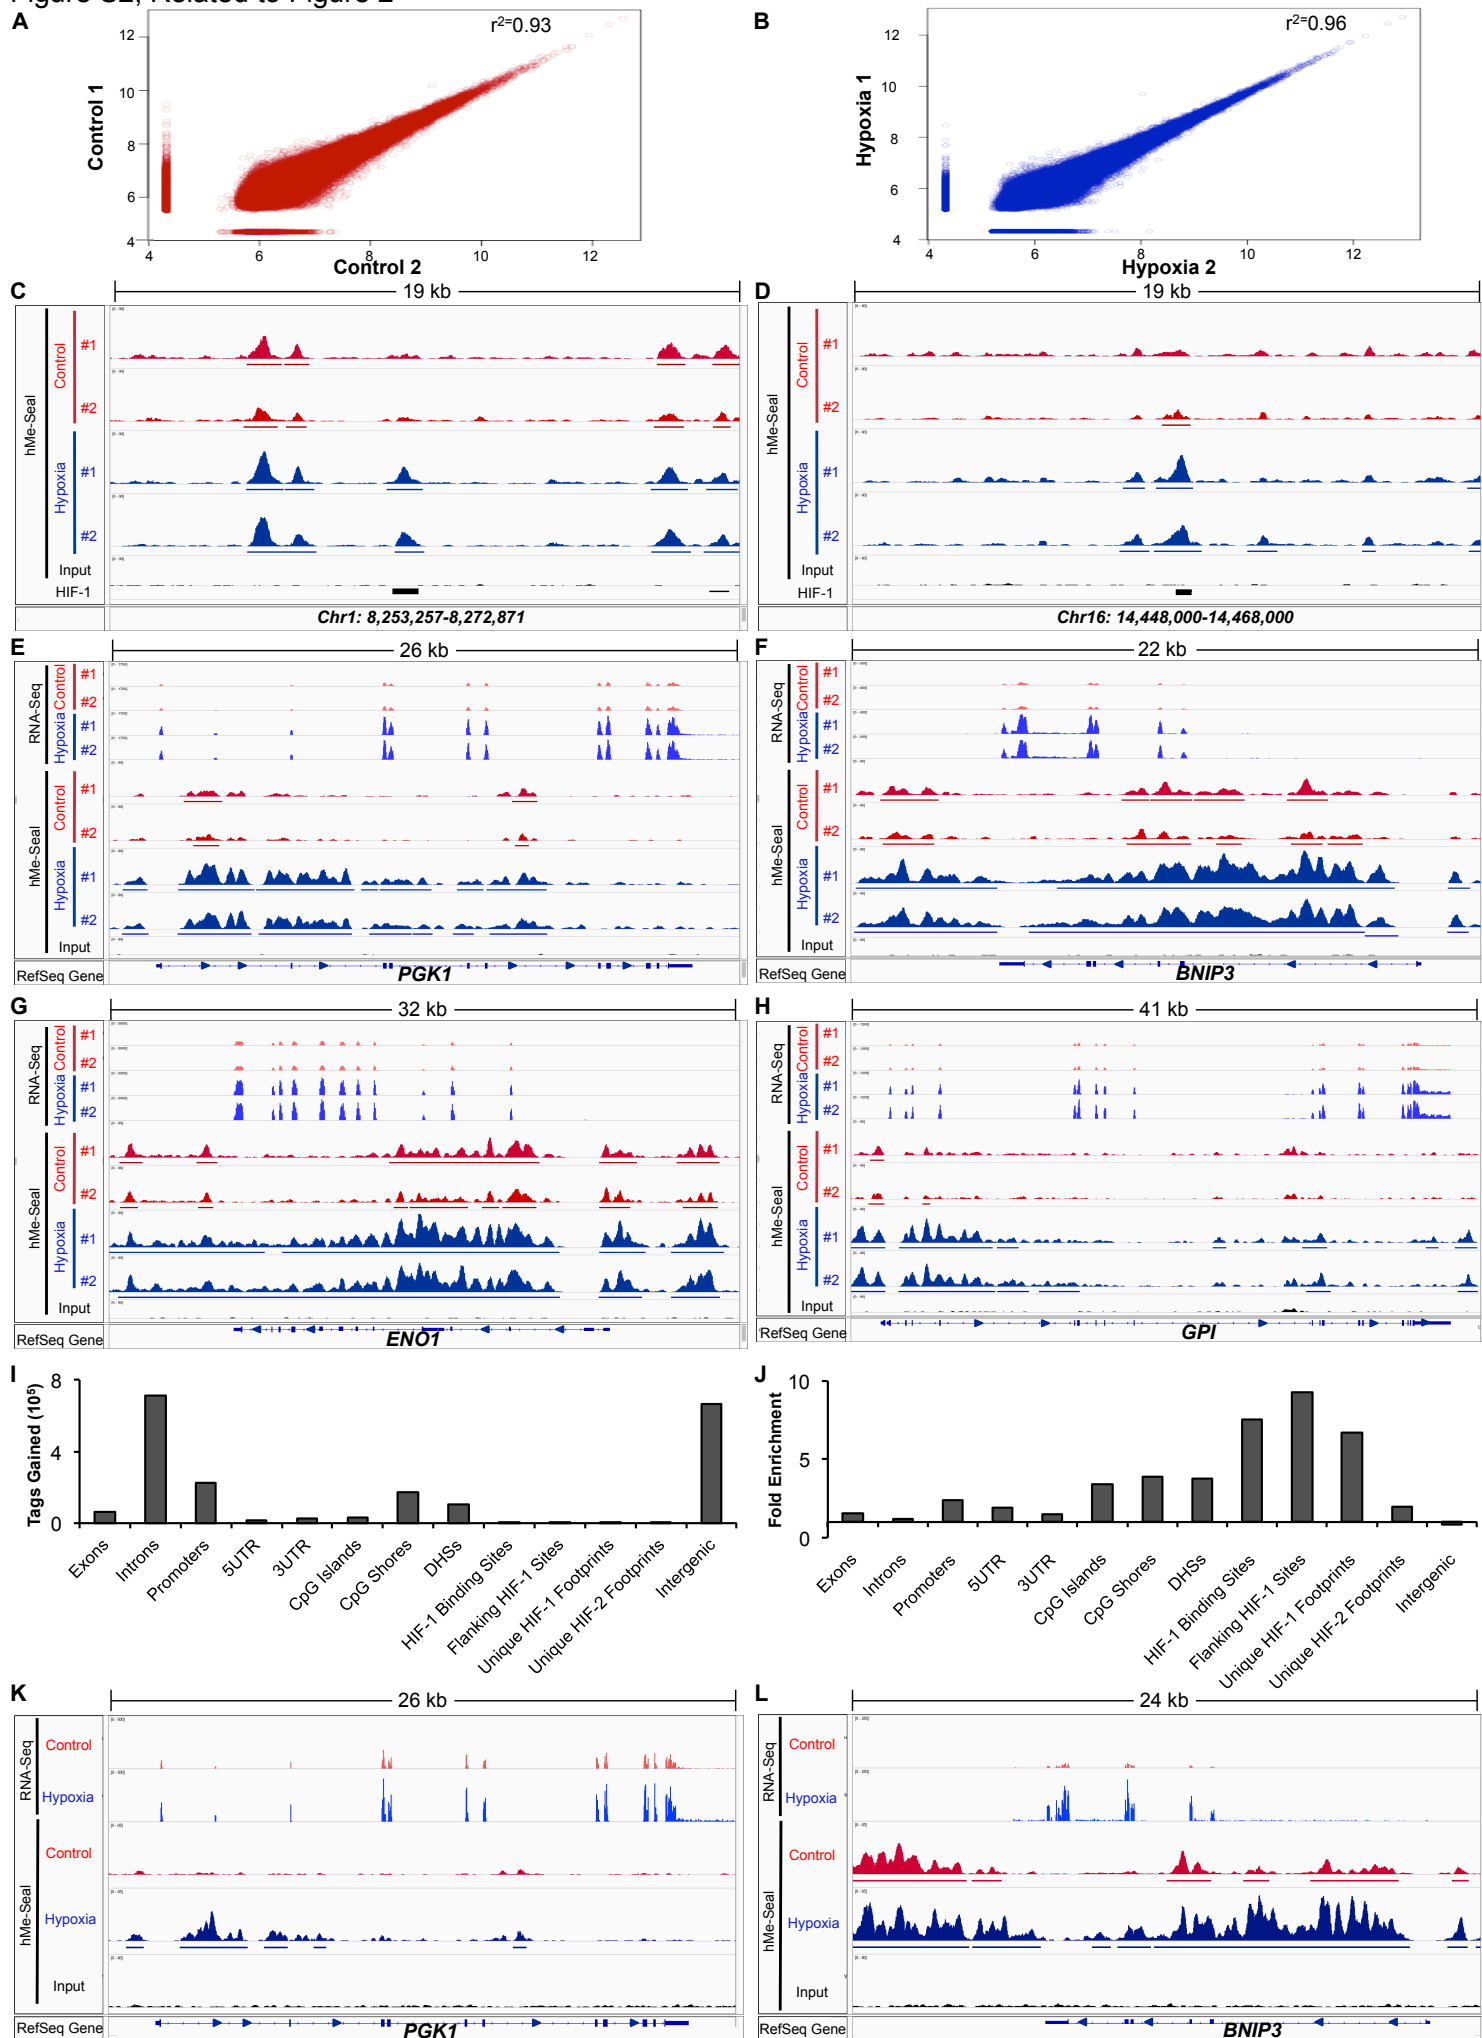 Figure S2, Related to Figure 2
A
r²⁼0.93
12
10
8
6
4
Control 1
4 6 8 10 12
Control 2
B
r²⁼0.96
12
10
8
6
4
Hypoxia 1
4 6 8 10 12
Hypoxia 2
C
19 kb
hMe-Seal
Control
#1
#2
Hypoxia
#1
#2
Input
HIF-1
Chr1: 8,253,257-8,272,871
D
19 kb
hMe-Seal
Control
#1
#2
Hypoxia
#1
#2
Input
HIF-1
Chr16: 14,448,000-14,468,000
E
26 kb
RNA-Seq
Control
#1
#2
Hypoxia
#1
#2
hMe-Seal
Control
#1
#2
Hypoxia
#1
#2
Input
RefSeq Gene
PGK1
F
22 kb
RNA-Seq
Control
#1
#2
Hypoxia
#1
#2
hMe-Seal
Control
#1
#2
Hypoxia
#1
#2
Input
RefSeq Gene
BNIP3
G
32 kb
RNA-Seq
Control
#1
#2
Hypoxia
#1
#2
hMe-Seal
Control
#1
#2
Hypoxia
#1
#2
Input
RefSeq Gene
ENO1
H
41 kb
RNA-Seq
Control
#1
#2
Hypoxia
#1
#2
hMe-Seal
Control
#1
#2
Hypoxia
#1
#2
Input
RefSeq Gene
GPI
I
Tags Gained (10⁵)
8
4
0
Exons
Introns
Promoters
5UTR
3UTR
CpG Islands
CpG Shores
DHSs
HIF-1 Binding Sites
Flanking HIF-1 Sites
Unique HIF-1 Footprints
Unique HIF-2 Footprints
Intergenic
J
Fold Enrichment
10
5
0
Exons
Introns
Promoters
5UTR
3UTR
CpG Islands
CpG Shores
DHSs
HIF-1 Binding Sites
Flanking HIF-1 Sites
Unique HIF-1 Footprints
Unique HIF-2 Footprints
Intergenic
K
26 kb
RNA-Seq
Control
Hypoxia
hMe-Seal
Control
Hypoxia
Input
RefSeq Gene
PGK1
L
24 kb
RNA-Seq
Control
Hypoxia
hMe-Seal
Control
Hypoxia
Input
RefSeq Gene
BNIP3